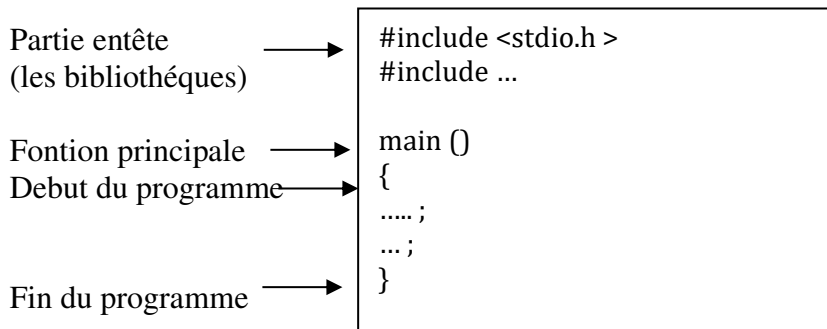 Partie entête
(les bibliothéques)
Fontion principale
Debut du programme
Fin du programme
#include <stdio.h >
#include …
main ()
{
..... ;
... ;
}